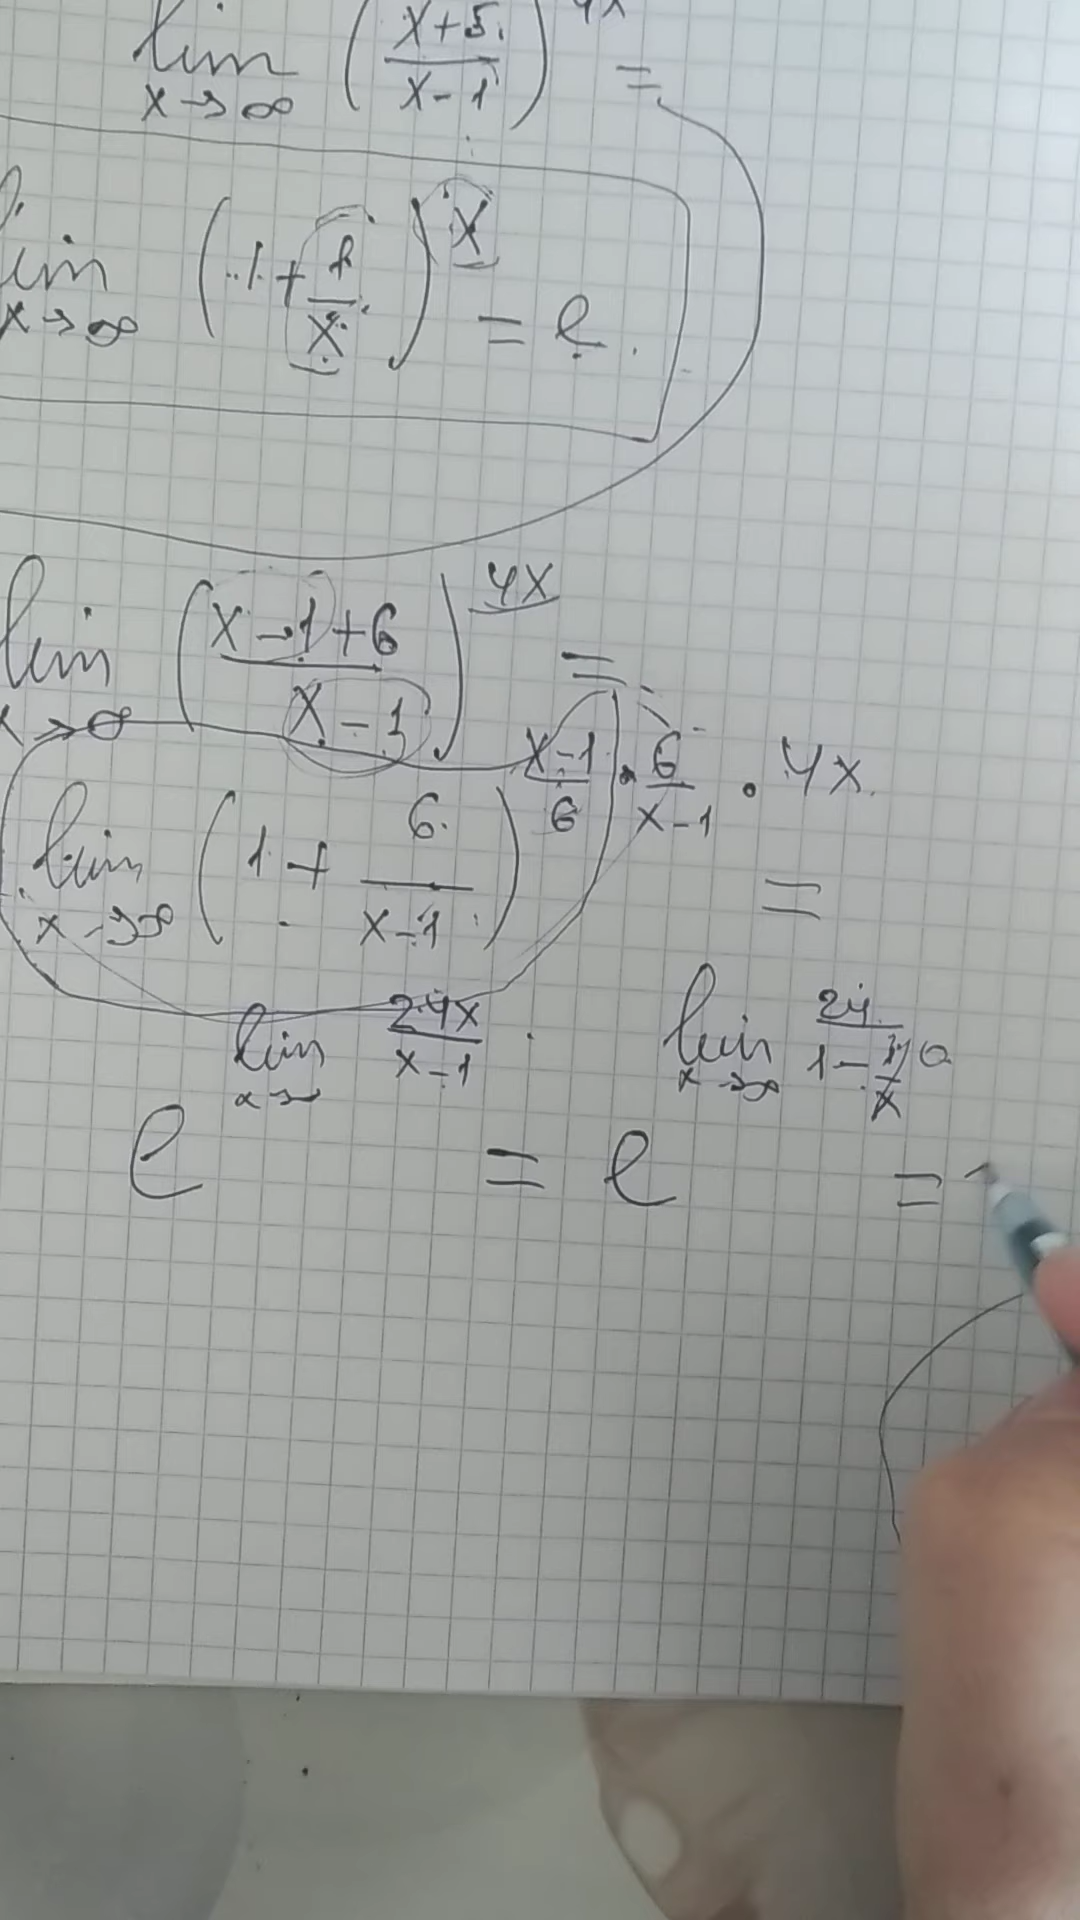 lim x→∞ (x+5/x-1)^4x =
lim x→∞ (1+1/x)^x = e.
lim x→∞ (x-1+6/x-1)^4x =
lim x→∞ (1+6/x-1)^x-1/6 · 6/x-1 · 4x =
e^lim x→∞ 24x/x-1 = e^lim x→∞ 24/1-1/x 0 =